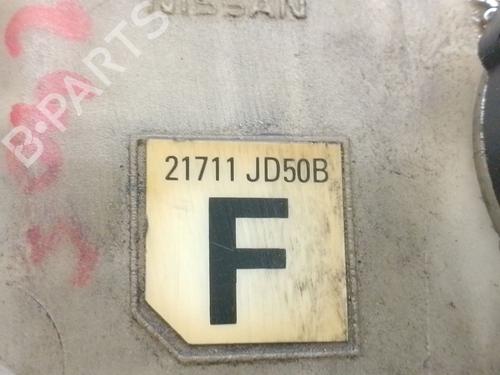 NISSAN
B-PARTS
21711 JD50B
F